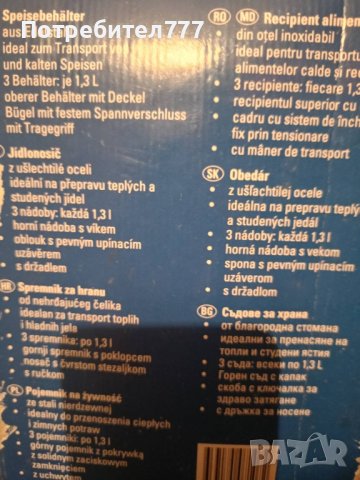 Потребител777
Speisebehälter
aus
ideal zum Transport von
und kalten Speisen
3 Behälter: je 1,3 L
oberer Behälter mit Deckel
Bügel mit festem Spannverschluss
mit Tragegriff
Jídlonosič
z ušlechtilé oceli
ideální na přepravu teplých a
studených jídel
3 nádoby: každá 1,3 l
horní nádoba s víkem
oblouk s pevným upínacím
uzávěrem
s držadlem
HR Spremnik za hranu
od nehrđajućeg čelika
idealan za transport toplih
i hladnih jela
3 spremnika: po 1,3 l
gornji spremnik s poklopcem
nosač s čvrstom stezaljkom
s ručkom
PL Pojemnik na żywność
ze stali nierdzewnej
idealny do przenoszenia ciepłych
i zimnych potraw
3 pojemniki: po 1,3 l
górny pojemnik z pokrywką
z solidnym zaciskowym
zamknięciem
z uchwytem
RO MD Recipient alimen
din oțel inoxidabil
ideal pentru transportu
alimentelor calde și re
3 recipiente: fiecare 1,3
recipientul superior cu
cadru cu sistem de înch
fix prin tensionare
cu mâner de transport
SK Obedár
z ušľachtilej ocele
ideálna na prepravu tepl
a studených jedál
3 nádoby: každá 1,3 l
horná nádoba s vekom
spona s pevným upínacím
uzáverom
s držadlom
BG Съдове за храна
от благородна стомана
идеални за пренасяне на
топли и студени ястия
3 съда: всеки по 1,3 L
Горен съд с капак
скоба с ключалка за
здраво затягане
с дръжка за носене
BAZAR